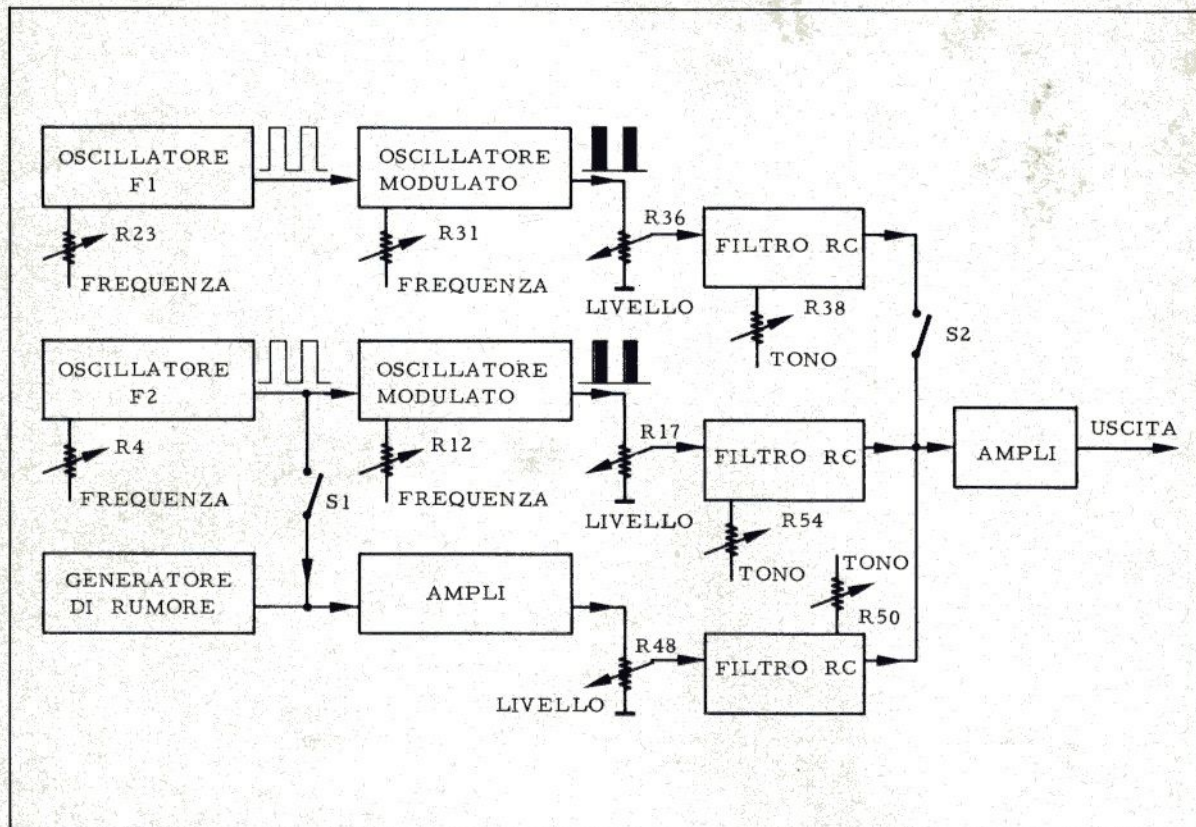 OSCILLATORE
F1
OSCILLATORE
MODULATO
R23
FREQUENZA
R31
FREQUENZA
R36
LIVELLO
FILTRO RC
R38
TONO
S2
OSCILLATORE
F2
OSCILLATORE
MODULATO
R4
FREQUENZA
S1
R12
FREQUENZA
R17
LIVELLO
FILTRO RC
R54
TONO
AMPLI
USCITA
GENERATORE
DI RUMORE
AMPLI
R48
LIVELLO
TONO
R50
FILTRO RC